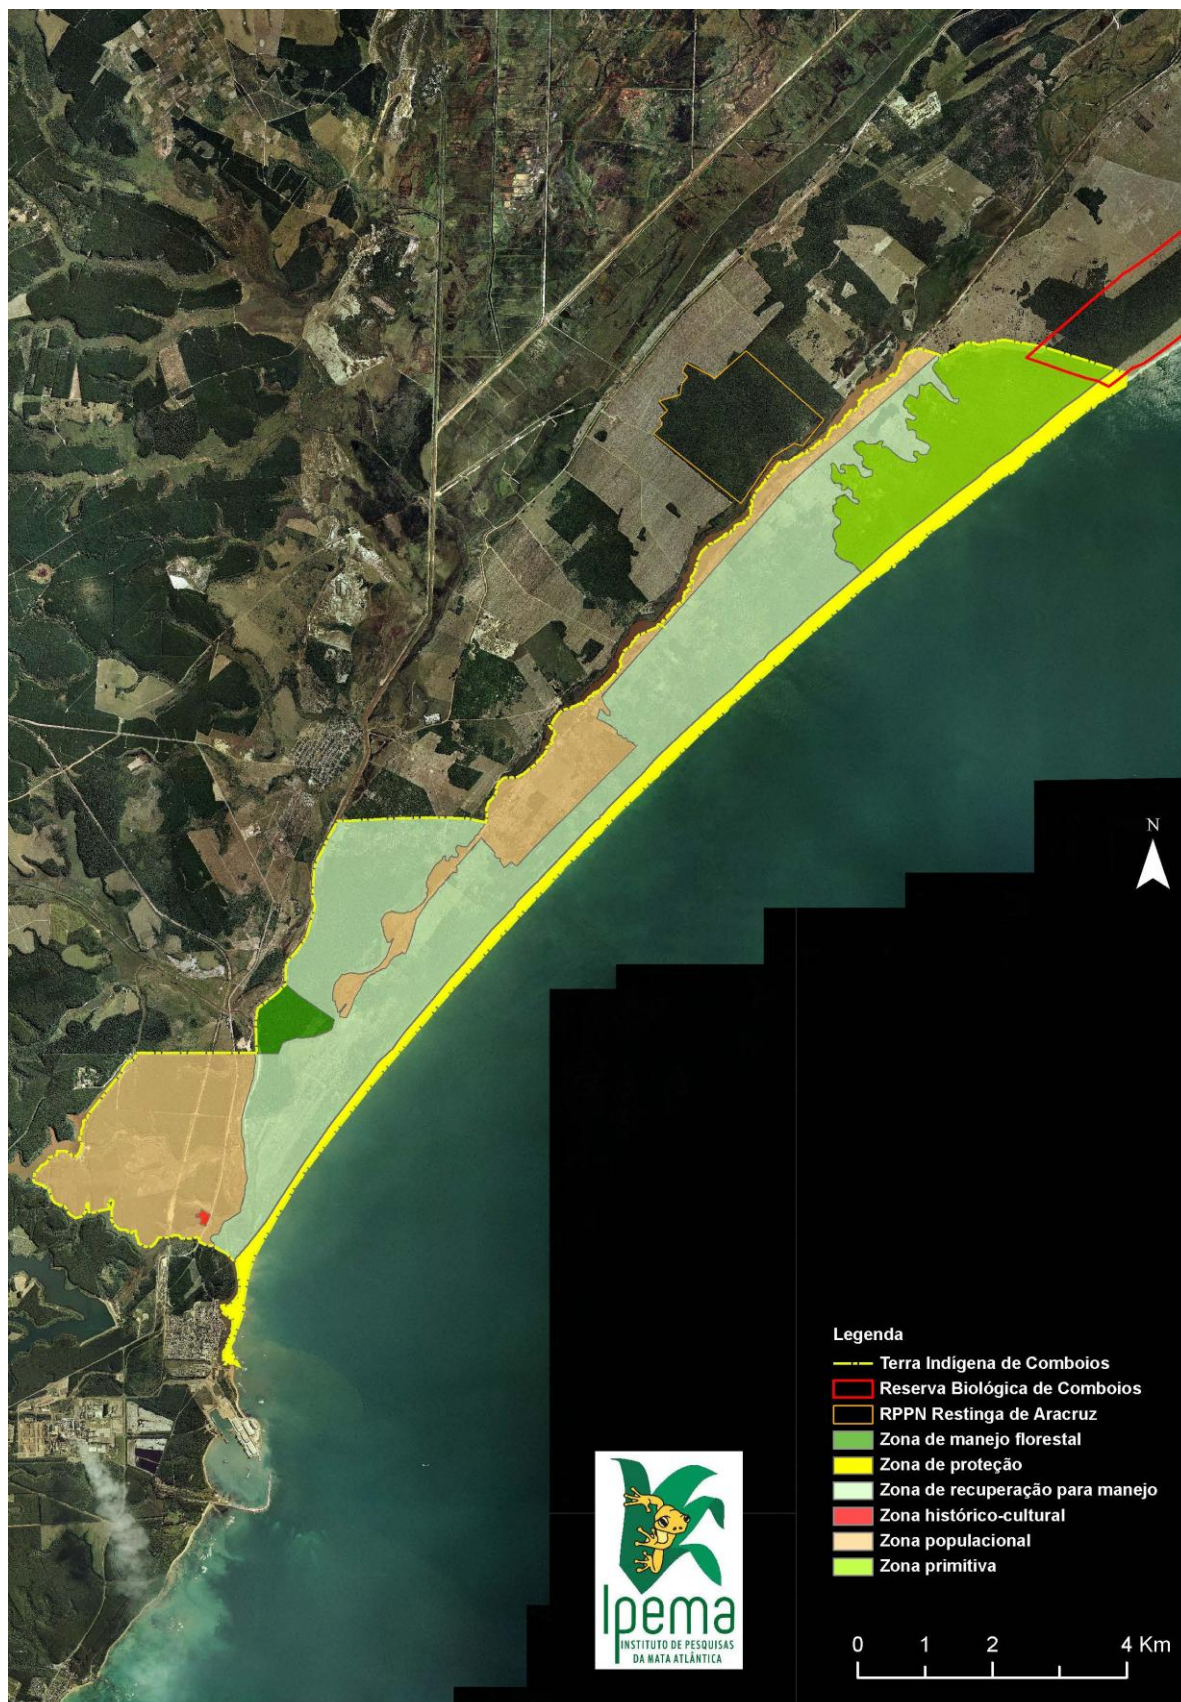 N
Legenda
Terra Indígena de Comboios
Reserva Biológica de Comboios
RPPN Restinga de Aracruz
Zona de manejo florestal
Zona de proteção
Zona de recuperação para manejo
Zona histórico-cultural
Zona populacional
Zona primitiva
Ipema
INSTITUTO DE PESQUISAS
DA MATA ATLÂNTICA
0 1 2 4 Km